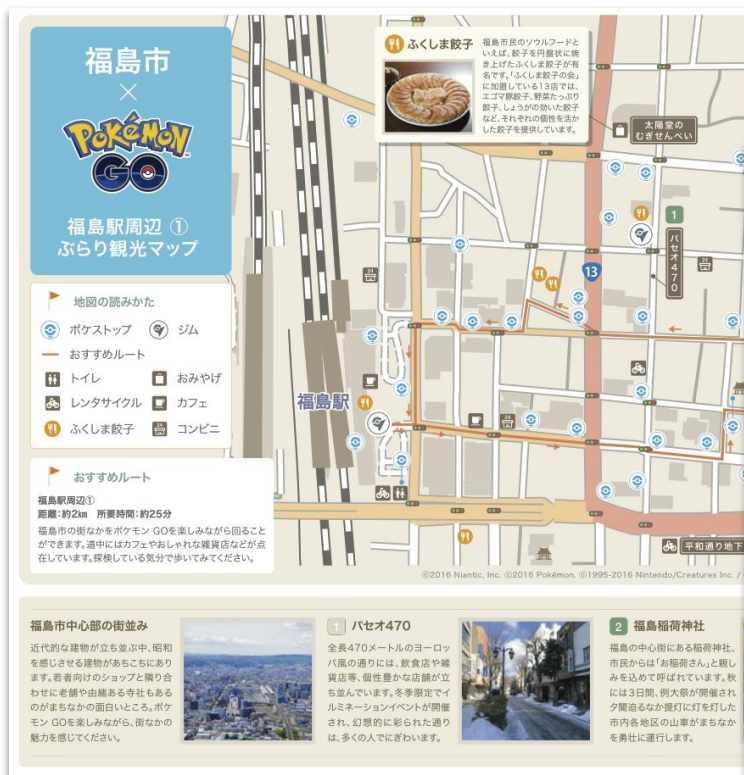 福島市
×
POKÉMON
GO
福島駅周辺 ①
ぶらり観光マップ
地図の読みかた
ポケストップ
ジム
おすすめルート
トイレ
おみやげ
レンタサイクル
カフェ
ふくしま餃子
コンビニ
おすすめルート
福島駅周辺①
距離:約2km 所要時間:約25分
福島市の街なかをポケモン GOを楽しみながら回ること
ができます。道中にはカフェやおしゃれな雑貨店などが点
在しています。探検している気分で歩いてみてください。
ふくしま餃子
福島市民のソウルフードと
いえば、餃子を円盤状に焼
き上げたふくしま餃子が有
名です。「ふくしま餃子の会」
に加盟している13店では、
エゴマ豚餃子、野菜たっぷり
餃子、しょうがの効いた餃子
など、それぞれの個性を活か
した餃子を提供しています。
太陽堂の
むぎせんべい
1
パセオ470
13
24
24
24
福島駅
平和通り地下
©2016 Niantic, Inc. ©2016 Pokémon. ©1995-2016 Nintendo/Creatures Inc. /
福島市中心部の街並み
近代的な建物が立ち並ぶ中、昭和
を感じさせる建物があちこちにあり
ます。若者向けのショップと隣り合
わせに老舗や由緒ある寺社もある
のがまちなかの面白いところ。ポケ
モン GOを楽しみながら、街なかの
魅力を感じてください。
1 パセオ470
全長470メートルのヨーロッ
パ風の通りには、飲食店や雑
貨店等、個性豊かな店舗が立
ち並んでいます。冬季限定でイ
ルミネーションイベントが開催
され、幻想的に彩られた通り
は、多くの人でにぎわいます。
2 福島稲荷神社
福島の中心街にある稲荷神社、
市民からは「お稲荷さん」と親し
みを込めて呼ばれています。秋
には3日間、例大祭が開催され
夕闇迫るなか提灯に灯を灯した
市内各地区の山車がまちなか
を勇壮に運行します。